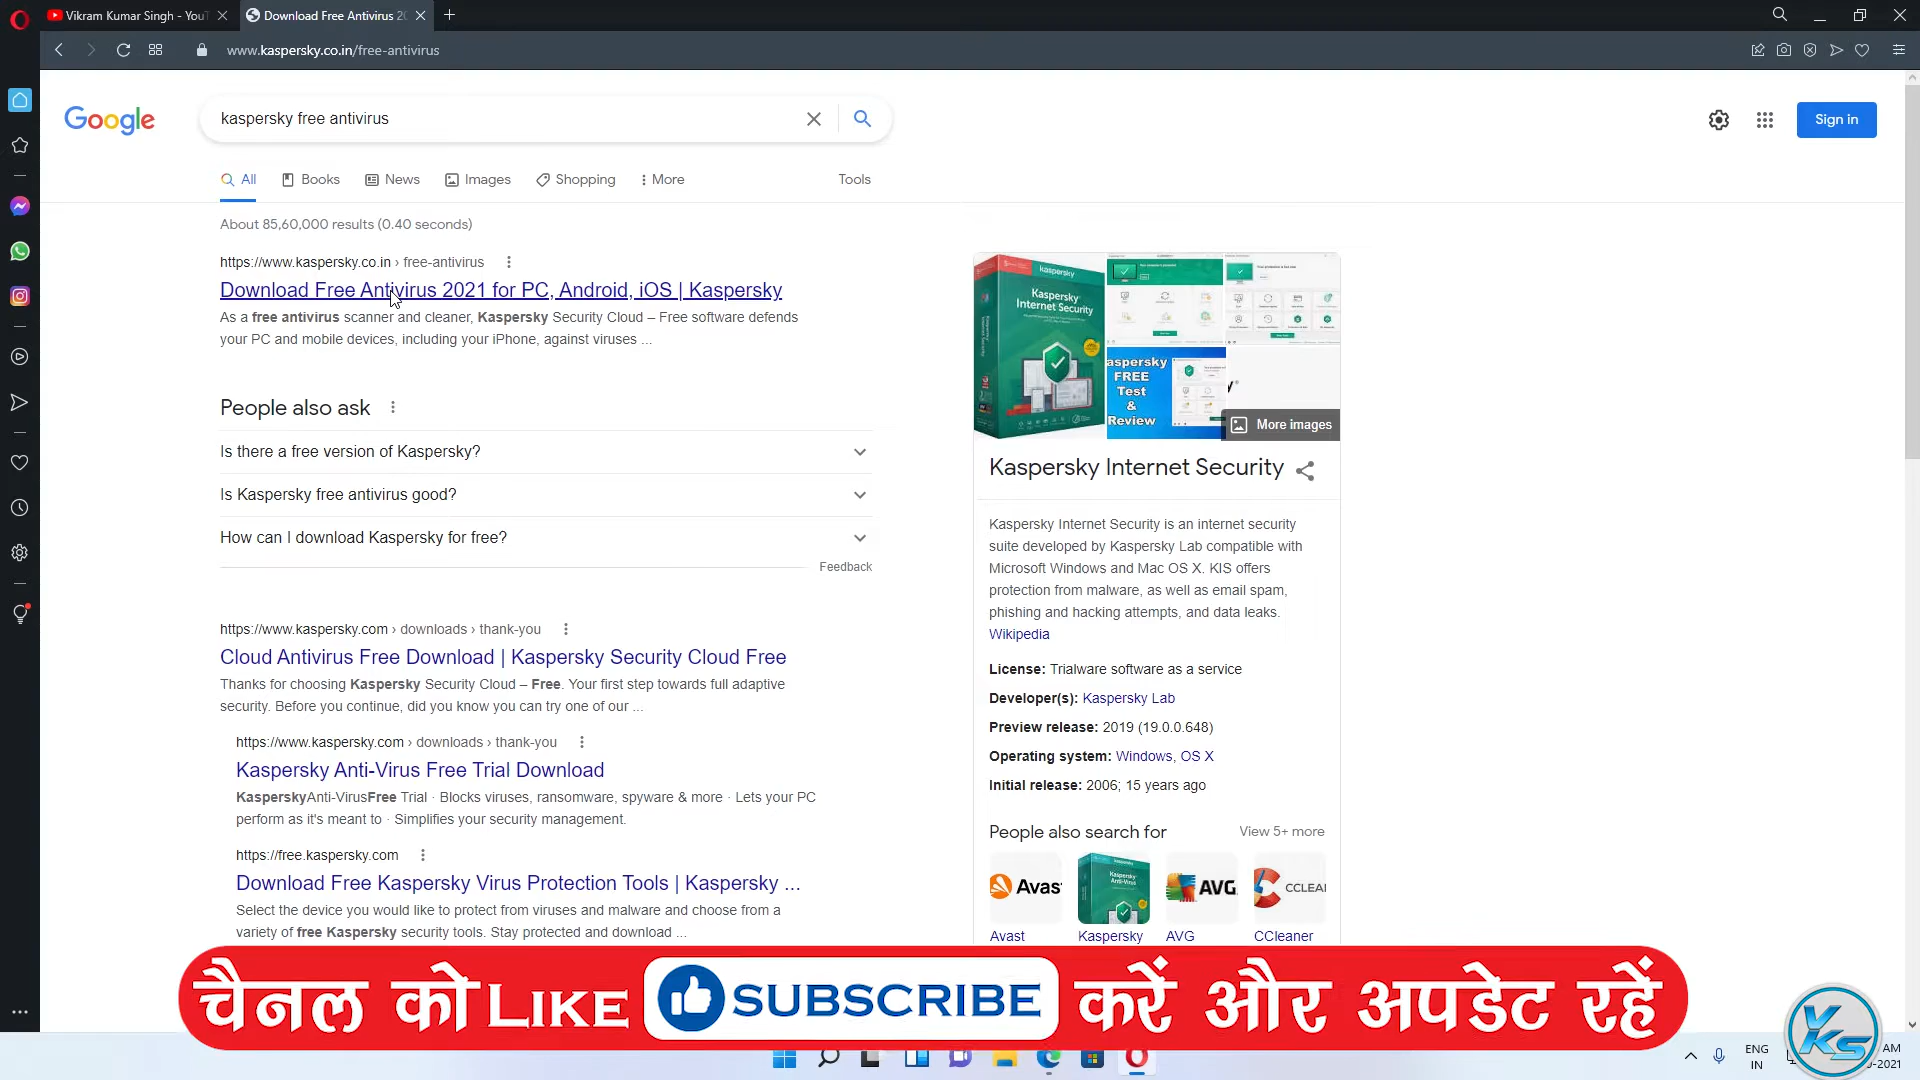 Vikram Kumar Singh - YouT
Download Free Antivirus 20
www.kaspersky.co.in/free-antivirus
Google
kaspersky free antivirus
Sign in
All
Books
News
Images
Shopping
More
Tools
About 85,60,000 results (0.40 seconds)
https://www.kaspersky.co.in › free-antivirus
Download Free Antivirus 2021 for PC, Android, iOS | Kaspersky
As a free antivirus scanner and cleaner, Kaspersky Security Cloud – Free software defends
your PC and mobile devices, including your iPhone, against viruses ...
People also ask
Is there a free version of Kaspersky?
Is Kaspersky free antivirus good?
How can I download Kaspersky for free?
Feedback
https://www.kaspersky.com › downloads › thank-you
Cloud Antivirus Free Download | Kaspersky Security Cloud Free
Thanks for choosing Kaspersky Security Cloud – Free. Your first step towards full adaptive
security. Before you continue, did you know you can try one of our ...
https://www.kaspersky.com › downloads › thank-you
Kaspersky Anti-Virus Free Trial Download
KasperskyAnti-VirusFree Trial · Blocks viruses, ransomware, spyware & more · Lets your PC
perform as it's meant to · Simplifies your security management.
https://free.kaspersky.com
Download Free Kaspersky Virus Protection Tools | Kaspersky ...
Select the device you would like to protect from viruses and malware and choose from a
variety of free Kaspersky security tools. Stay protected and download ...
kaspersky
Kaspersky
Internet Security
aspersky
FREE
Test
&
Review
More images
Kaspersky Internet Security
Kaspersky Internet Security is an internet security
suite developed by Kaspersky Lab compatible with
Microsoft Windows and Mac OS X. KIS offers
protection from malware, as well as email spam,
phishing and hacking attempts, and data leaks.
Wikipedia
License: Trialware software as a service
Developer(s): Kaspersky Lab
Preview release: 2019 (19.0.0.648)
Operating system: Windows, OS X
Initial release: 2006; 15 years ago
People also search for
View 5+ more
Avast
Kaspersky Anti-Virus
AVG
CCLEA
Avast
Kaspersky
AVG
CCleaner
चैनल को LIKE SUBSCRIBE करें और अपडेट रहें
VKS
ENG
IN
AM
-2021